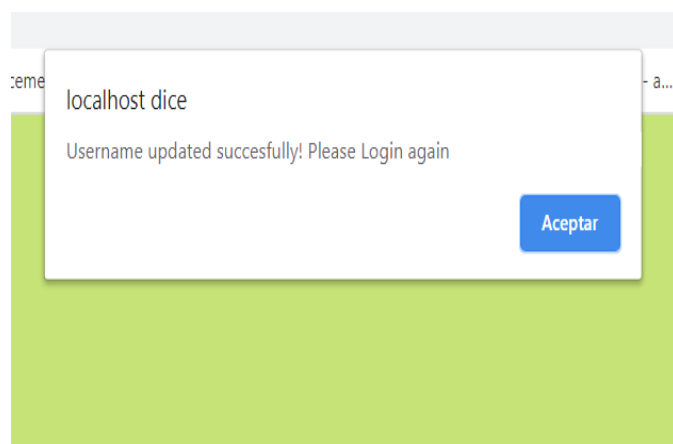 localhost dice
- a...
Username updated succesfully! Please Login again
Aceptar